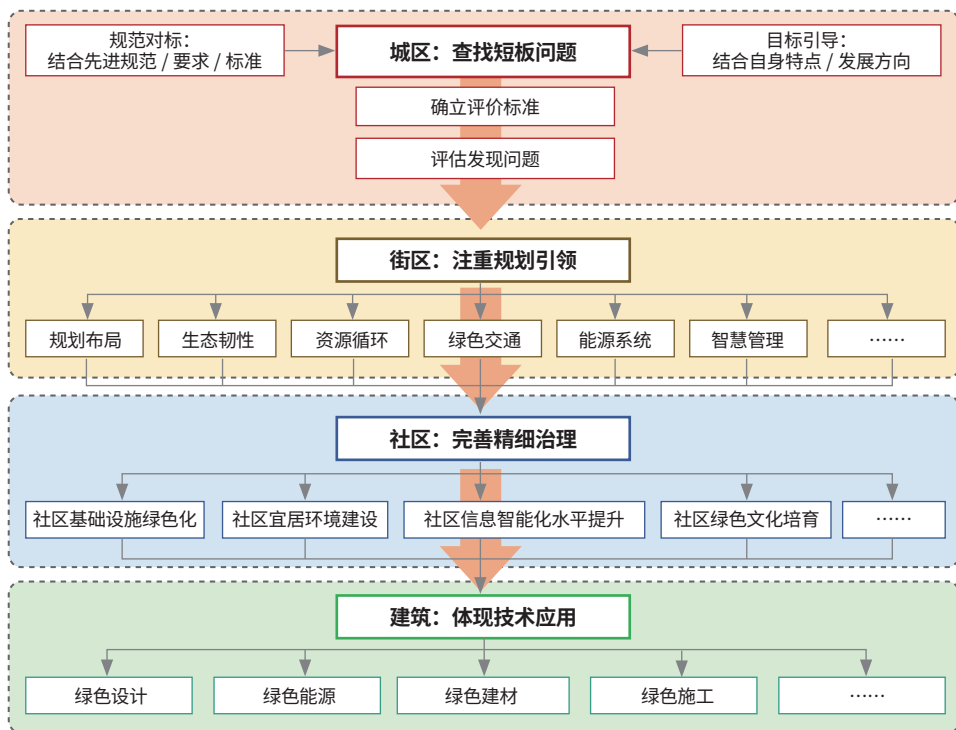 规范对标：
结合先进规范 / 要求 / 标准
城区：查找短板问题
目标引导：
结合自身特点 / 发展方向
确立评价标准
评估发现问题
街区：注重规划引领
规划布局
生态韧性
资源循环
绿色交通
能源系统
智慧管理
……
社区：完善精细治理
社区基础设施绿色化
社区宜居环境建设
社区信息智能化水平提升
社区绿色文化培育
……
建筑：体现技术应用
绿色设计
绿色能源
绿色建材
绿色施工
……